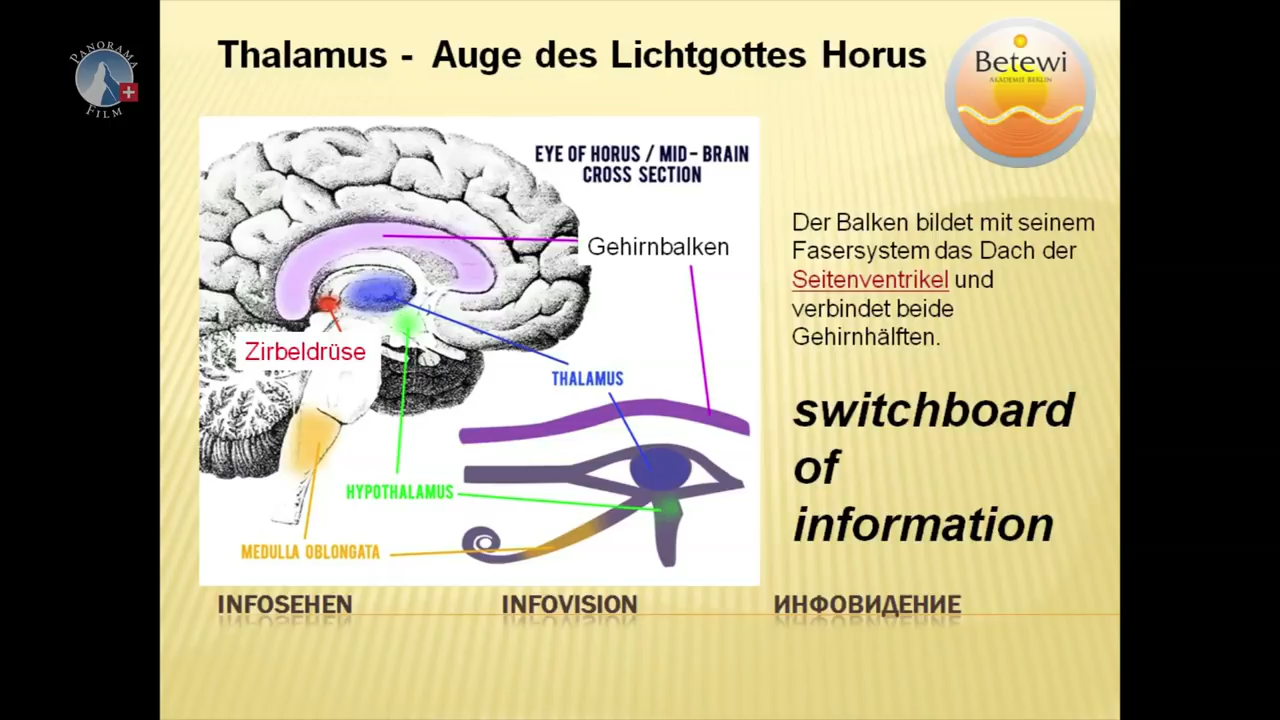 PANORAMA
FILM
Thalamus - Auge des Lichtgottes Horus
Betewi
AKADEMIE BERLIN
EYE OF HORUS / MID - BRAIN
CROSS SECTION
Gehirnbalken
Zirbeldrüse
THALAMUS
HYPOTHALAMUS
MEDULLA OBLONGATA
Der Balken bildet mit seinem
Fasersystem das Dach der
Seitenventrikel und
verbindet beide
Gehirnhälften.
switchboard
of
information
INFOSEHEN
INFOVISION
ИНФОВИДЕНИЕ